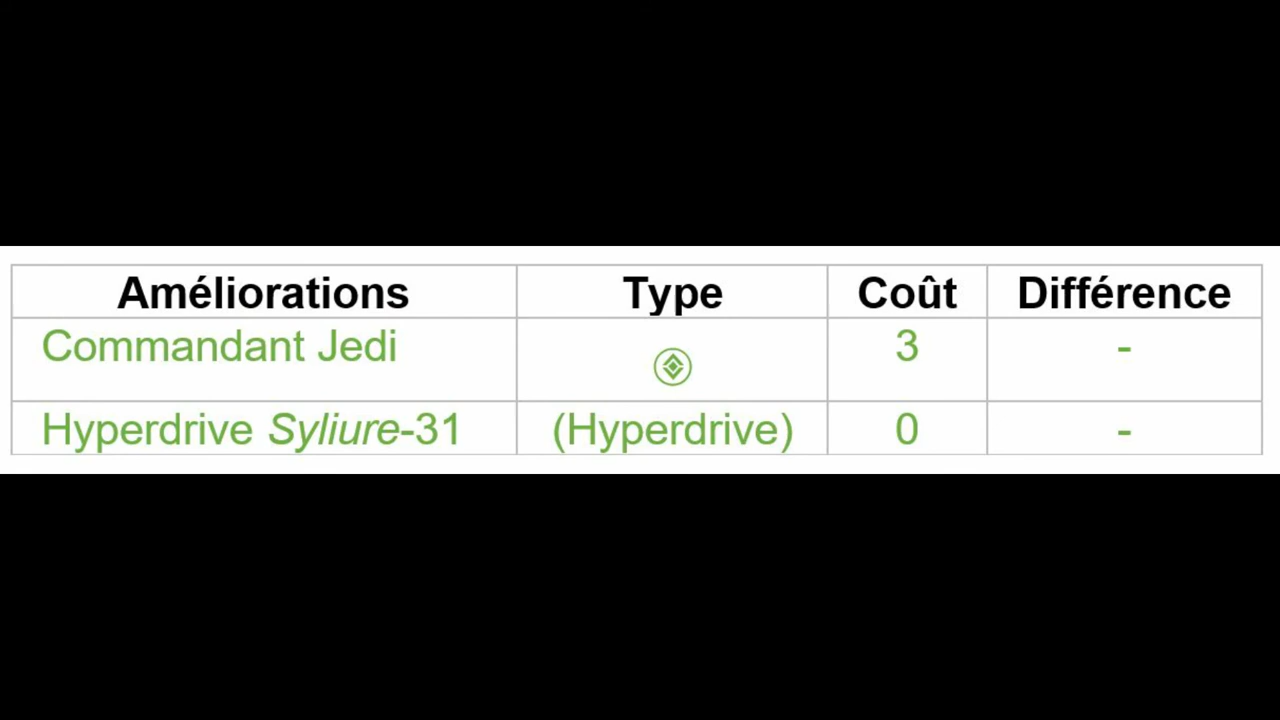 Améliorations Type Coût Différence
Commandant Jedi 3 -
Hyperdrive Syliure-31 (Hyperdrive) 0 -